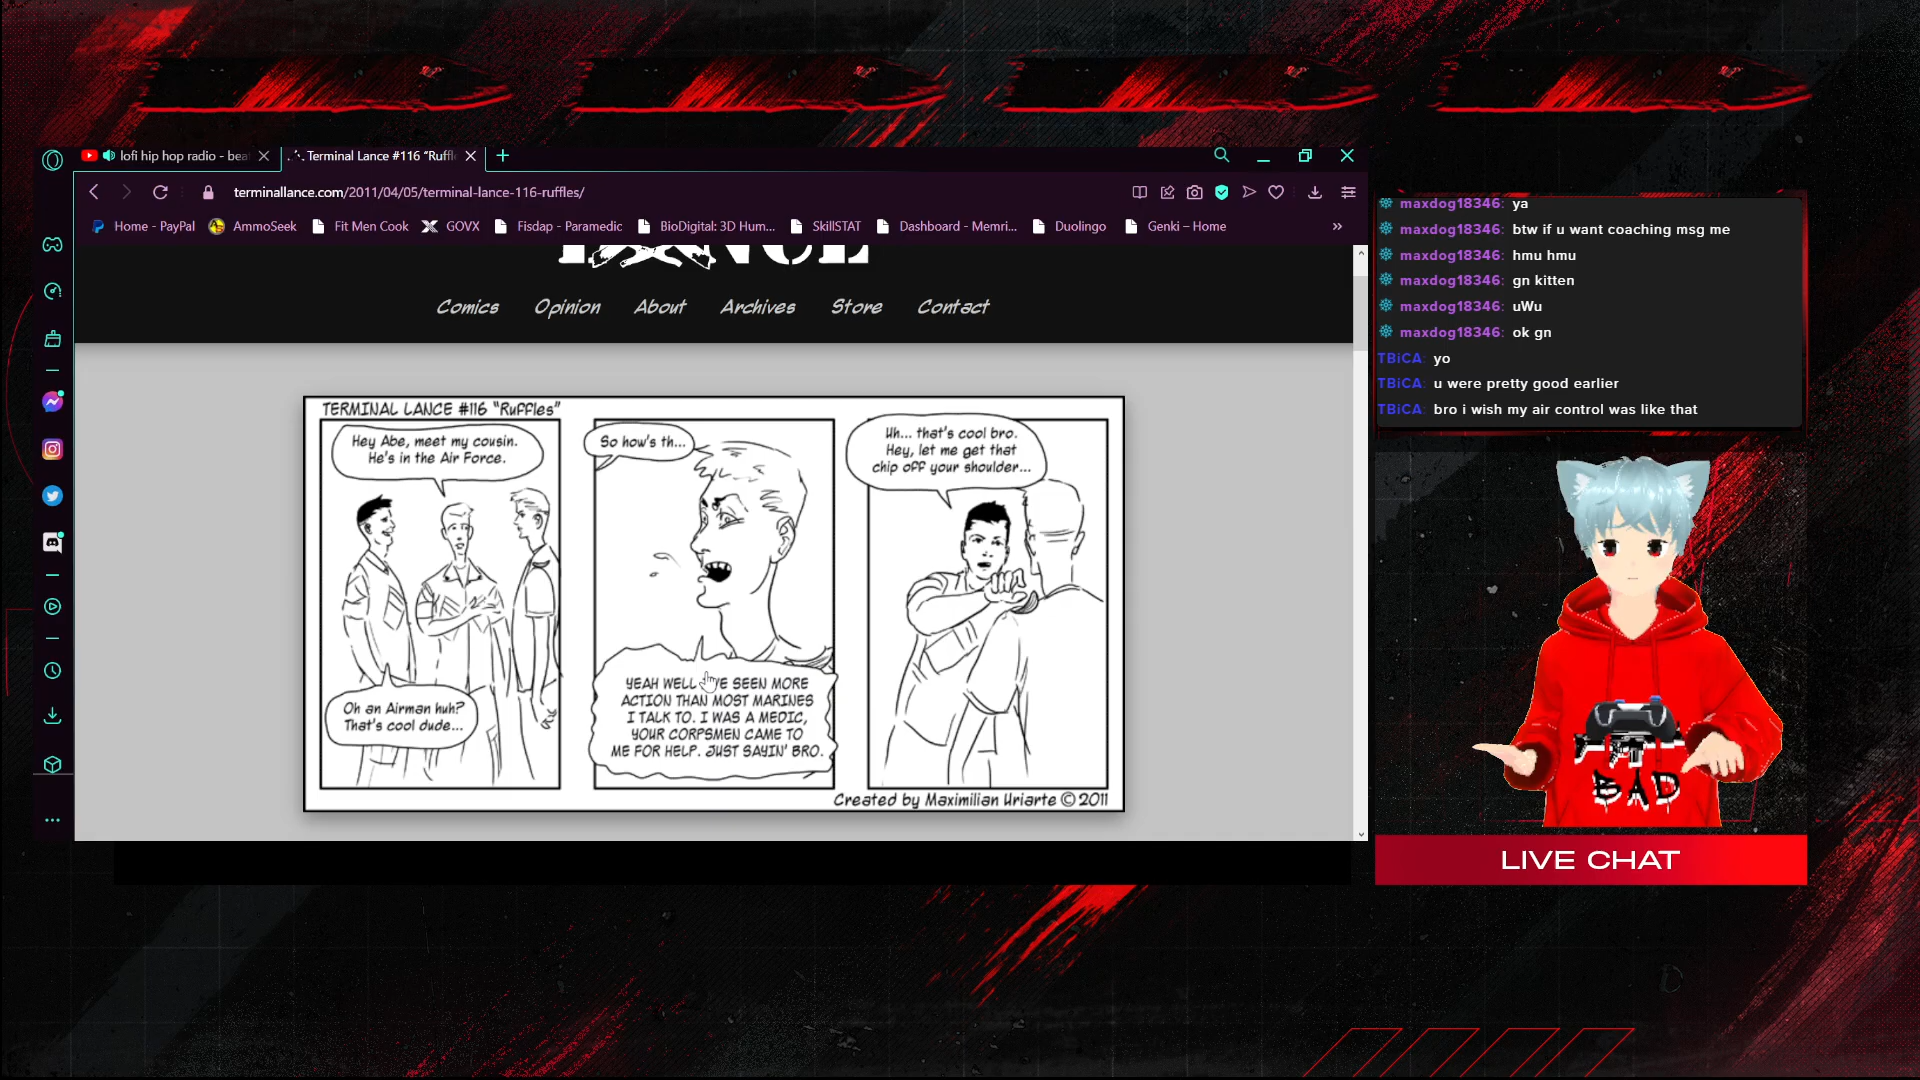 lofi hip hop radio - bea
Terminal Lance #116 “Ruffl
terminallance.com/2011/04/05/terminal-lance-116-ruffles/
Home - PayPal
AmmoSeek
Fit Men Cook
GOVX
Fisdap - Paramedic
BioDigital: 3D Hum...
SkillSTAT
Dashboard - Memri...
Duolingo
Genki – Home
»
Comics Opinion About Archives Store Contact
TERMINAL LANCE #116 "Ruffles"
Hey Abe, meet my cousin.
He's in the Air Force.
Oh an Airman huh?
That's cool dude...
So how's th...
YEAH WELL I'VE SEEN MORE
ACTION THAN MOST MARINES
I TALK TO. I WAS A MEDIC,
YOUR CORPSMEN CAME TO
ME FOR HELP. JUST SAYIN' BRO.
Uh... that's cool bro.
Hey, let me get that
chip off your shoulder...
Created by Maximilian Uriarte © 2011
maxdog18346: ya
maxdog18346: btw if u want coaching msg me
maxdog18346: hmu hmu
maxdog18346: gn kitten
maxdog18346: uWu
maxdog18346: ok gn
TBiCA: yo
TBiCA: u were pretty good earlier
TBiCA: bro i wish my air control was like that
BAD
LIVE CHAT